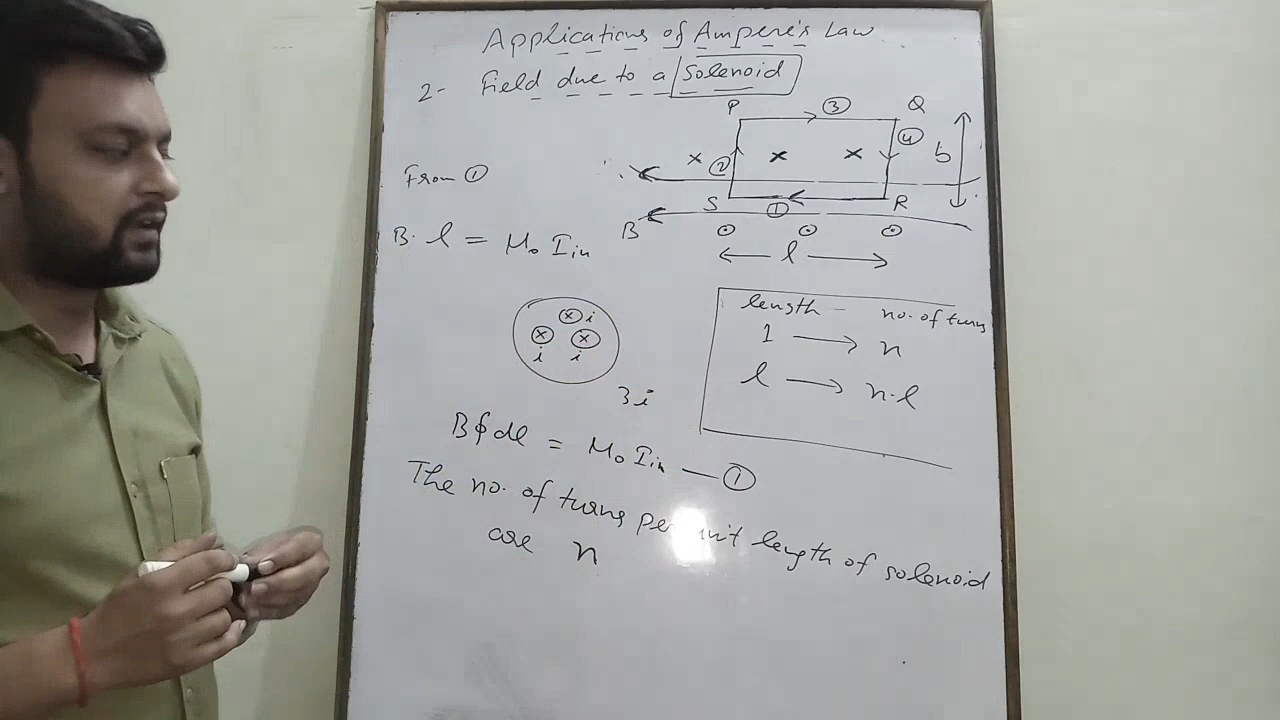 Applications of Ampere's Law
2- Field due to a Solenoid
P ③ Q
② × × × ④ b
From ①
S ① R
B
B. l = μ₀ Iin
⊙ ⊙ ⊙
l
length - no. of turns
1 → n
l → n.l
ⓧ i
ⓧ ⓧ
i i
3i
B∮dl = μ₀ Iin — ①
The no. of turns per unit length of solenoid
are n